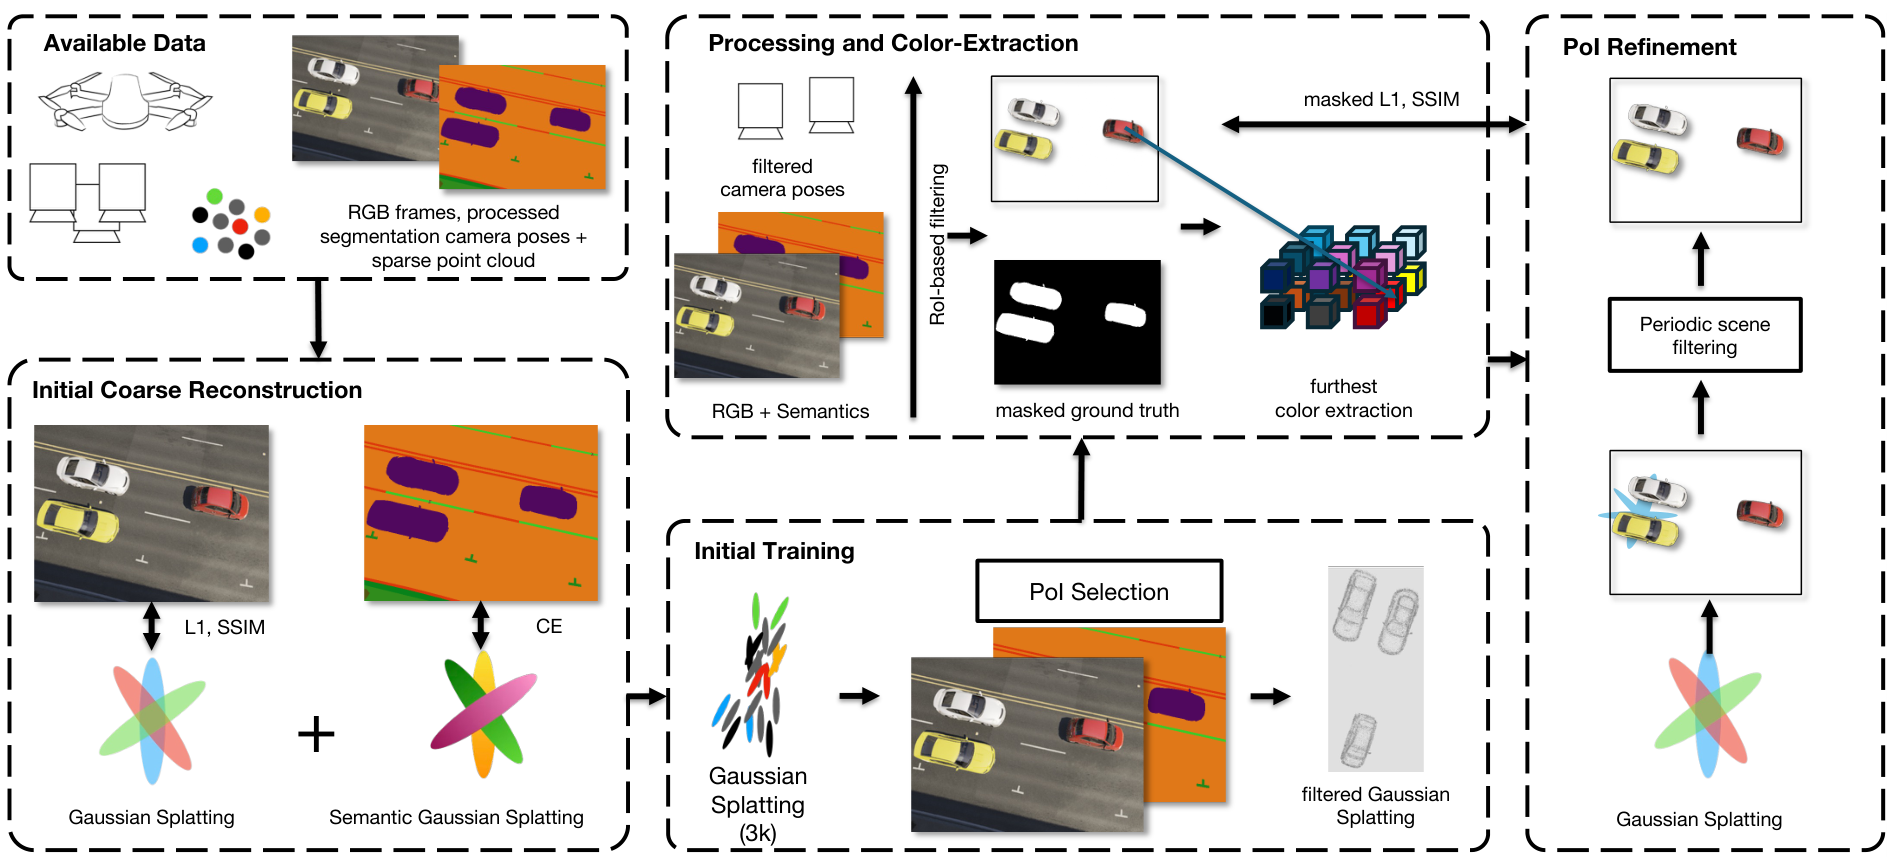 Available Data
RGB frames, processed
segmentation camera poses +
sparse point cloud
Initial Coarse Reconstruction
L1, SSIM
CE
Gaussian Splatting
Semantic Gaussian Splatting
Initial Training
Gaussian
Splatting
(3k)
PoI Selection
filtered Gaussian
Splatting
Processing and Color-Extraction
filtered
camera poses
RGB + Semantics
RoI-based filtering
masked ground truth
furthest
color extraction
masked L1, SSIM
PoI Refinement
Periodic scene
filtering
Gaussian Splatting